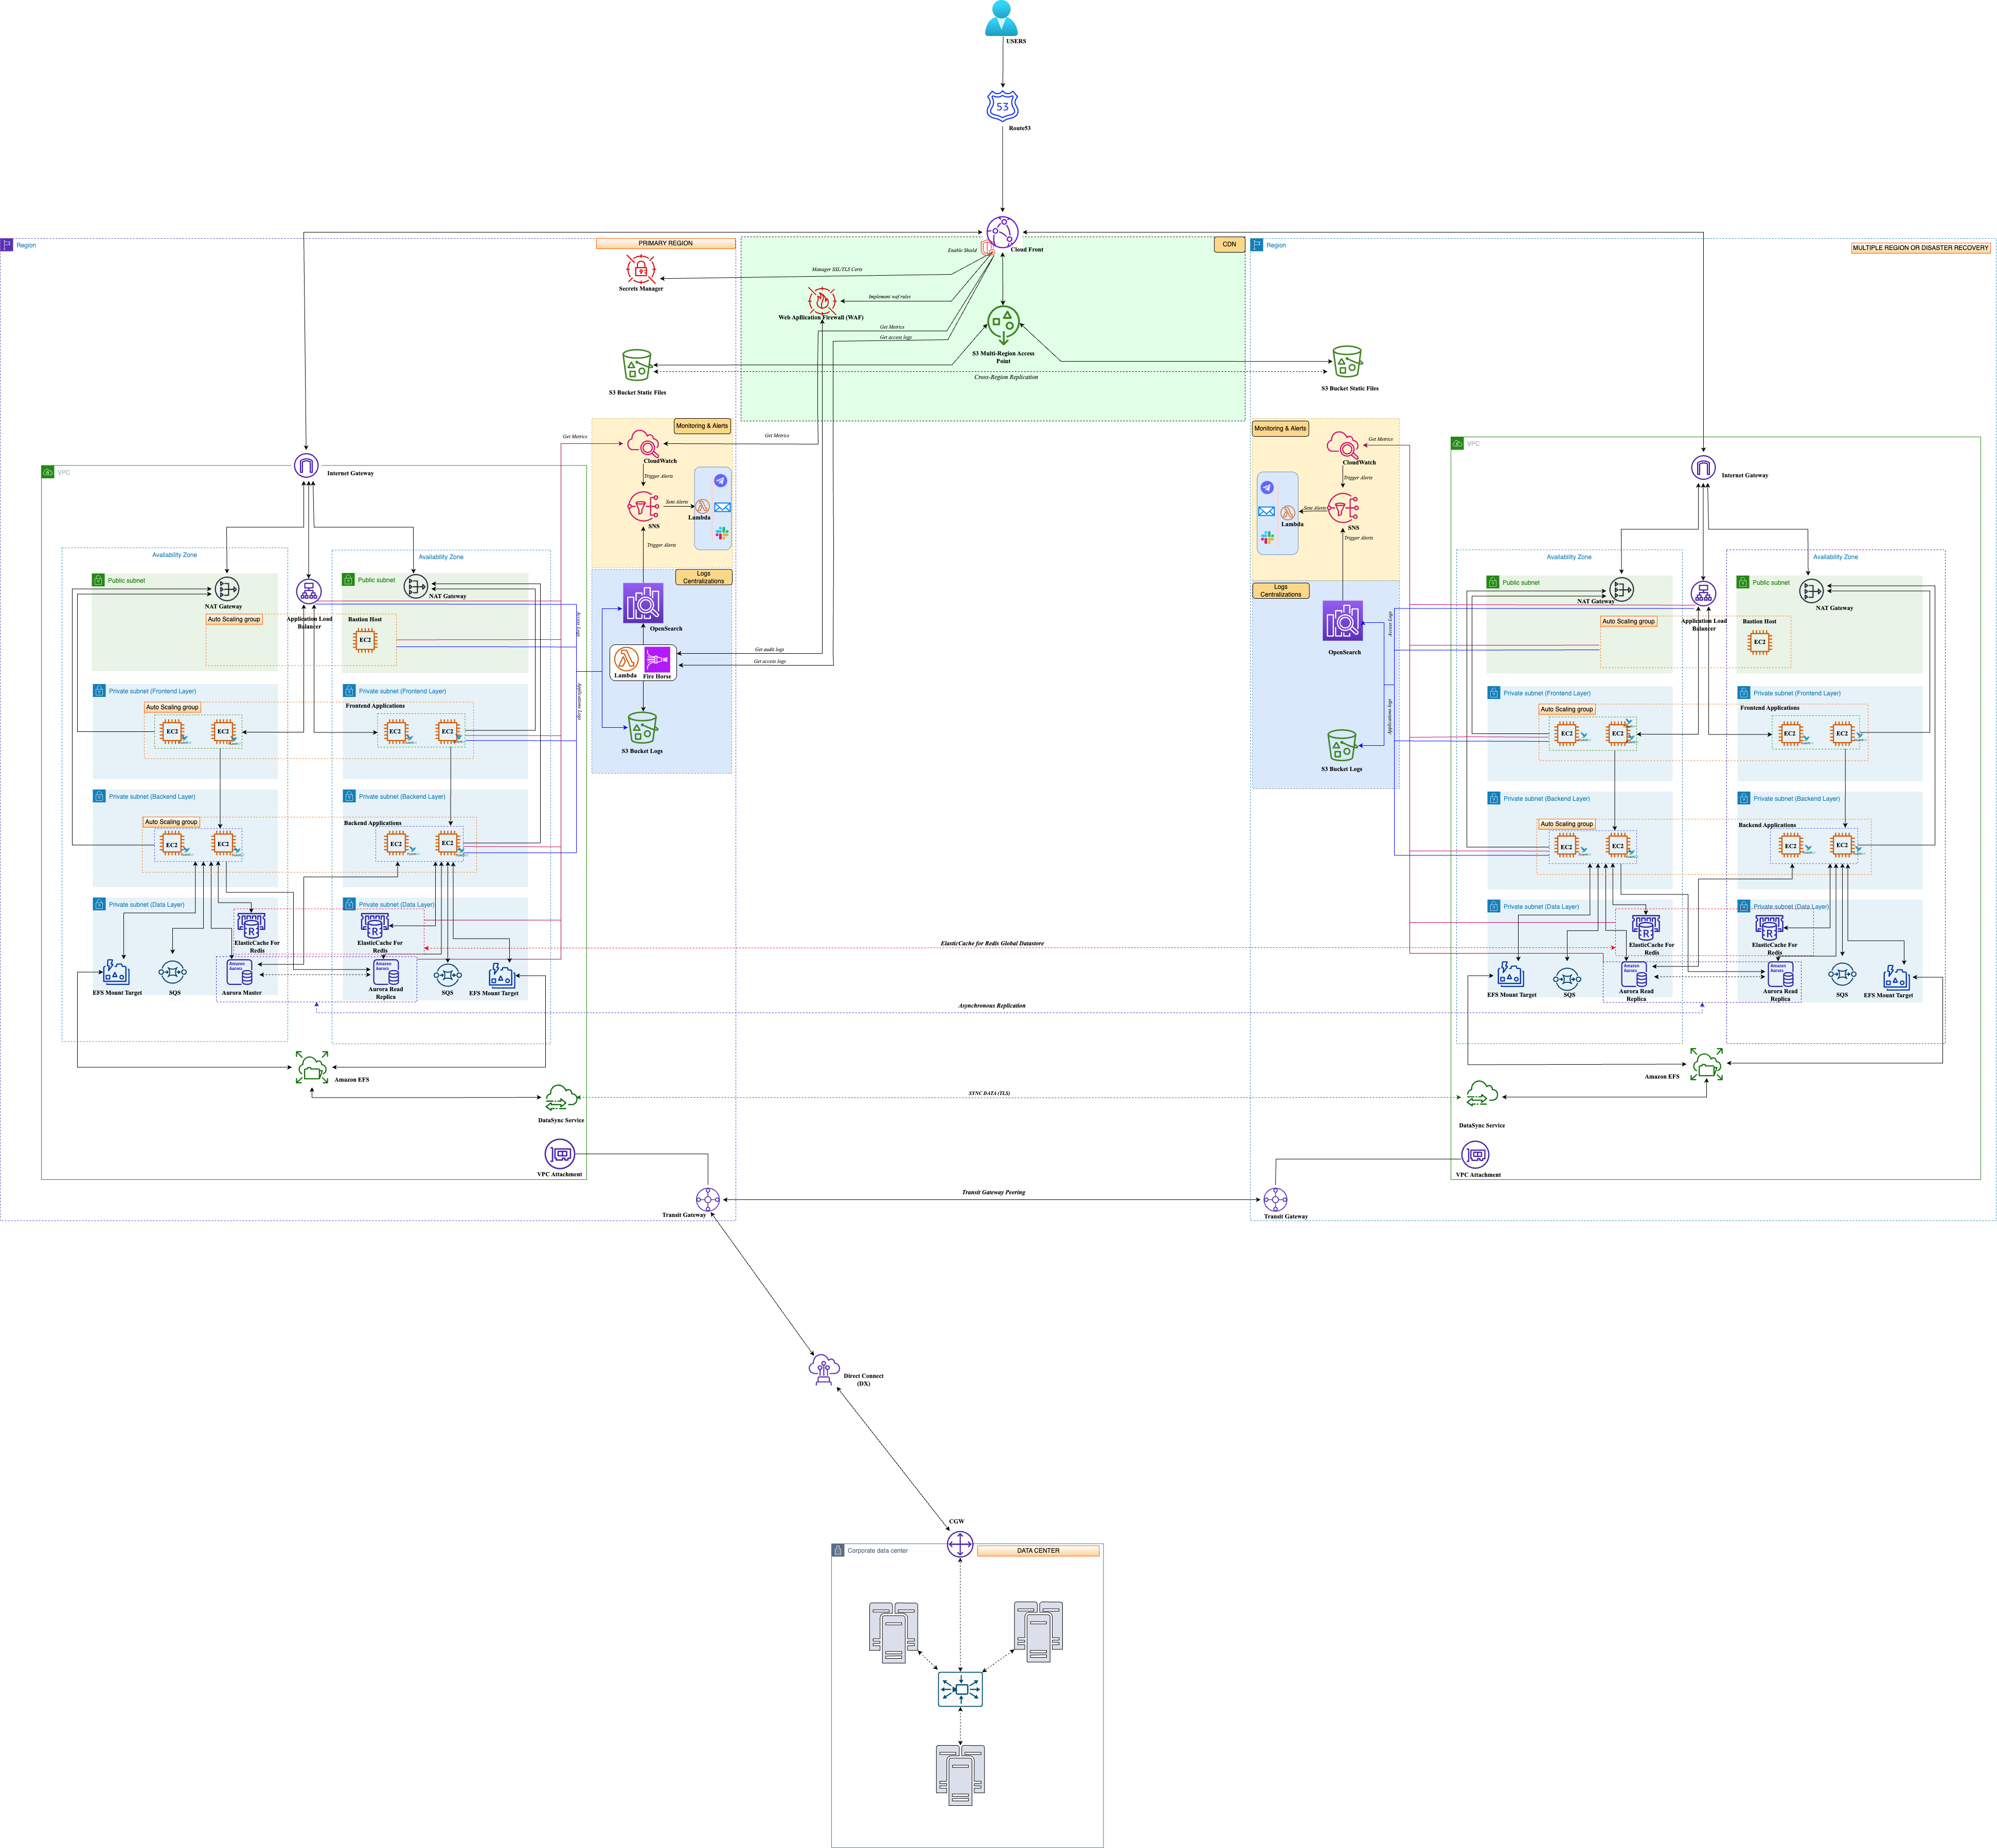 USERS
53
Route53
Region
PRIMARY REGION
CDN
Region
MULTIPLE REGION OR DISASTER RECOVERY
Enable Shield
Cloud Front
Secrets Manager
Manager SSL/TLS Certs
Implement waf rules
Web Apllication Firewall (WAF)
Get Metrics
Get access logs
S3 Multi-Region Access
Point
S3 Bucket Static Files
Cross-Region Replication
S3 Bucket Static Files
Monitoring & Alerts
Get Metrics
Get Metrics
CloudWatch
Trigger Alerts
Sent Alerts
Lambda
SNS
Trigger Alerts
Logs
Centralizations
OpenSearch
Lambda
Fire Horse
Get audit logs
Get access logs
S3 Bucket Logs
Access Logs
Applications Logs
Monitoring & Alerts
Get Metrics
CloudWatch
Trigger Alerts
Sent Alerts
Lambda
SNS
Trigger Alerts
Logs
Centralizations
OpenSearch
S3 Bucket Logs
Access Logs
Applications logs
VPC
Internet Gateway
Availability Zone
Availability Zone
Public subnet
Public subnet
NAT Gateway
NAT Gateway
Auto Scaling group
Application Load
Balancer
Bastion Host
EC2
Private subnet (Frontend Layer)
Private subnet (Frontend Layer)
Auto Scaling group
Frontend Applications
EC2
EC2
EC2
EC2
Private subnet (Backend Layer)
Private subnet (Backend Layer)
Auto Scaling group
Backend Applications
EC2
EC2
EC2
EC2
Private subnet (Data Layer)
Private subnet (Data Layer)
ElasticCache For
Redis
ElasticCache For
Redis
Amazon
Aurora
Amazon
Aurora
EFS Mount Target
SQS
Aurora Master
Aurora Read
Replica
SQS
EFS Mount Target
Amazon EFS
DataSync Service
VPC Attachment
Transit Gateway
ElasticCache for Redis Global Datastore
Asynchronous Replication
SYNC DATA (TLS)
Transit Gateway Peering
VPC
Internet Gateway
Availability Zone
Availability Zone
Public subnet
Public subnet
NAT Gateway
NAT Gateway
Auto Scaling group
Application Load
Balancer
Bastion Host
EC2
Private subnet (Frontend Layer)
Private subnet (Frontend Layer)
Auto Scaling group
Frontend Applications
EC2
EC2
EC2
EC2
Private subnet (Backend Layer)
Private subnet (Backend Layer)
Auto Scaling group
Backend Applications
EC2
EC2
EC2
EC2
Private subnet (Data Layer)
Private subnet (Data Layer)
ElasticCache For
Redis
ElasticCache For
Redis
Amazon
Aurora
Amazon
Aurora
EFS Mount Target
SQS
Aurora Read
Replica
Aurora Read
Replica
SQS
EFS Mount Target
Amazon EFS
DataSync Service
VPC Attachment
Transit Gateway
Direct Connect
(DX)
CGW
Corporate data center
DATA CENTER